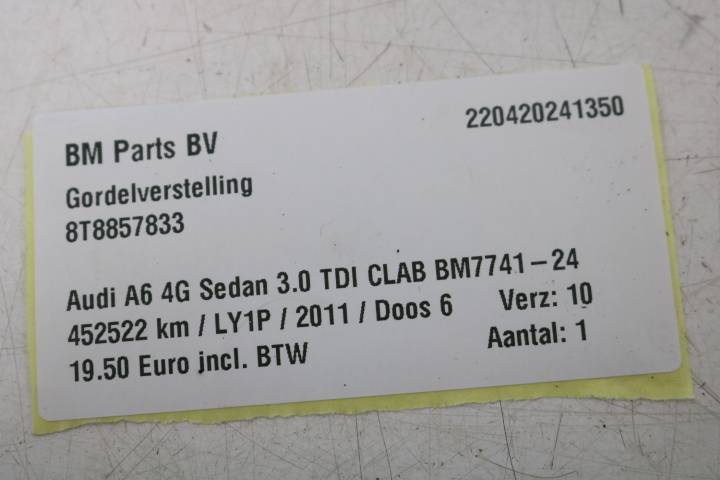 BM Parts BV
220420241350
Gordelverstelling
8T8857833
Audi A6 4G Sedan 3.0 TDI CLAB BM7741-24
452522 km / LY1P / 2011 / Doos 6 Verz: 10
19.50 Euro incl. BTW Aantal: 1